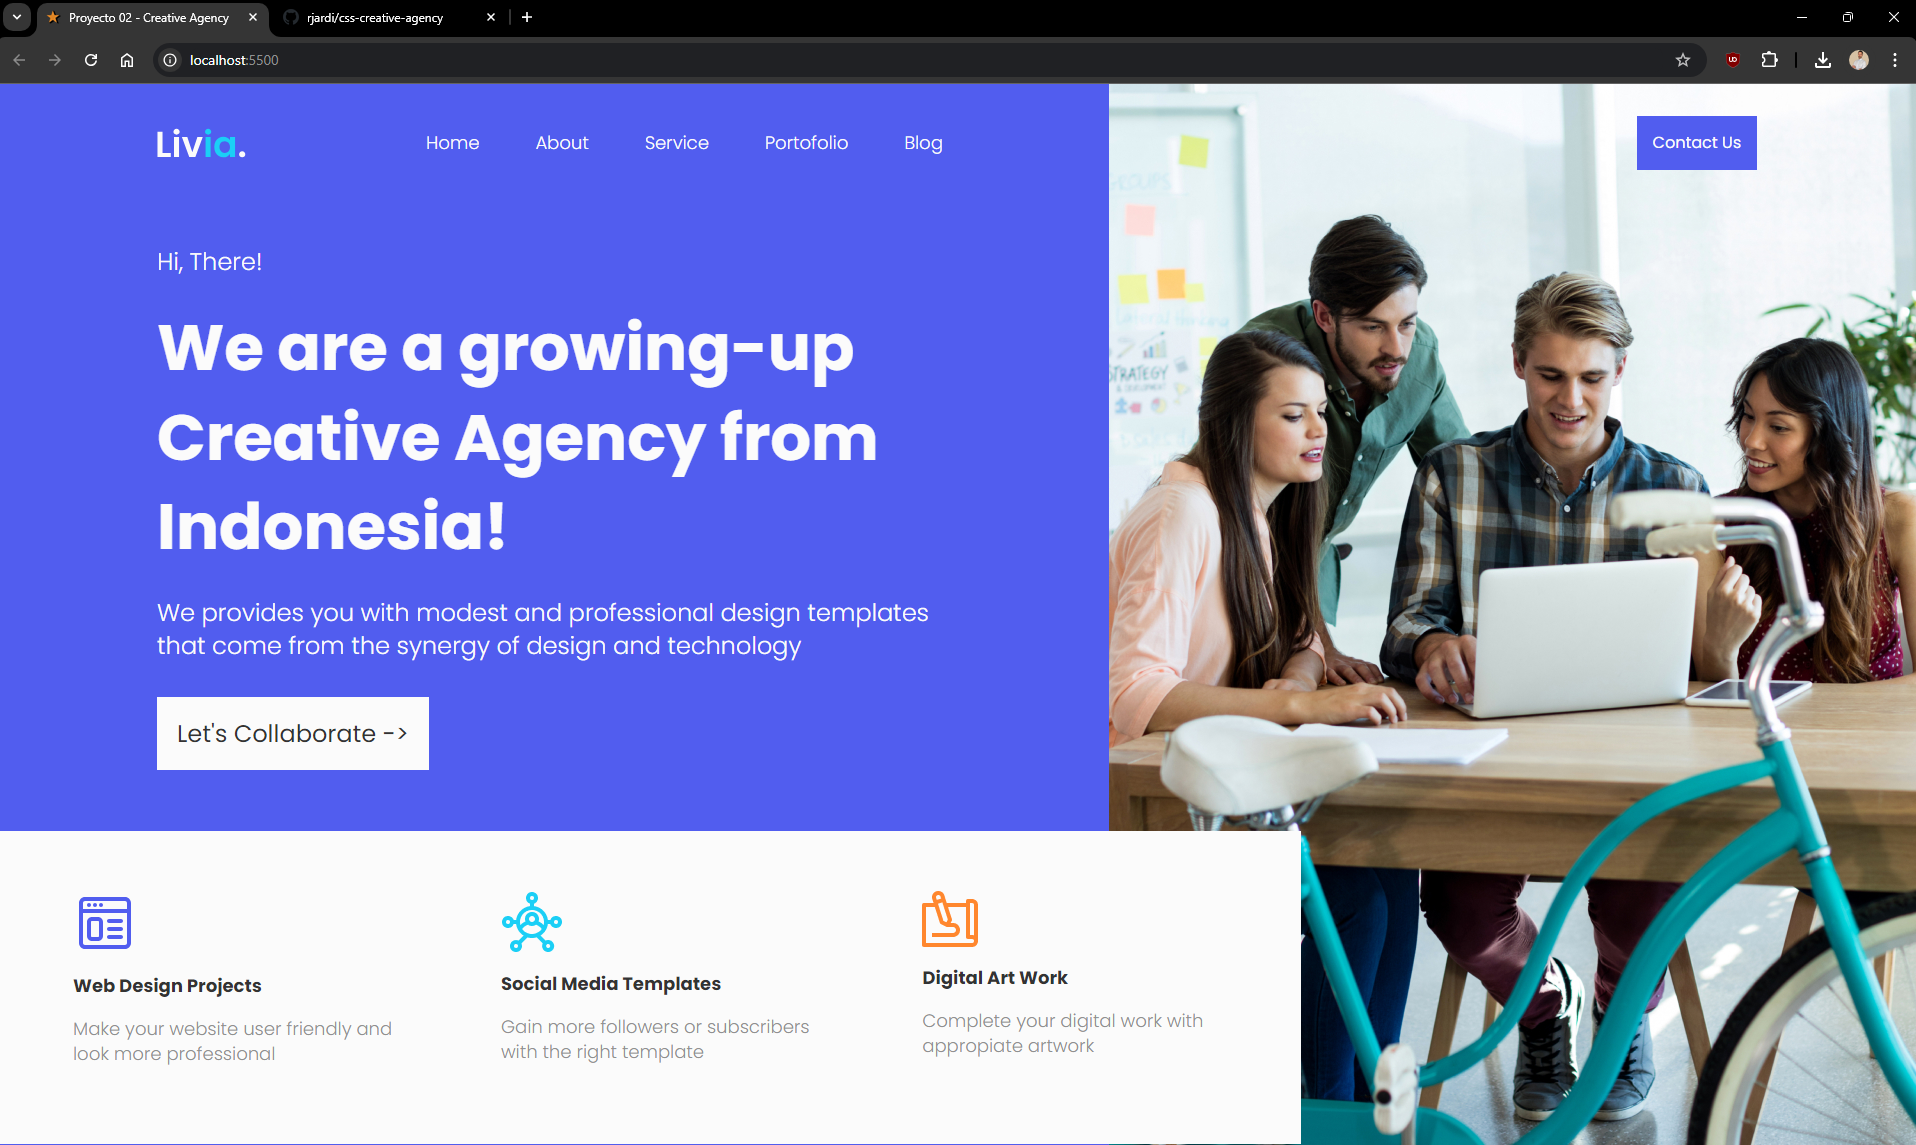 Proyecto 02 - Creative Agency
rjardi/css-creative-agency
localhost:5500
Livia.
Home
About
Service
Portofolio
Blog
Contact Us
GROUPS
STRATEGY
Hi, There!
We are a growing-up
Creative Agency from
Indonesia!
We provides you with modest and professional design templates
that come from the synergy of design and technology
Let's Collaborate ->
Web Design Projects
Make your website user friendly and
look more professional
Social Media Templates
Gain more followers or subscribers
with the right template
Digital Art Work
Complete your digital work with
appropiate artwork